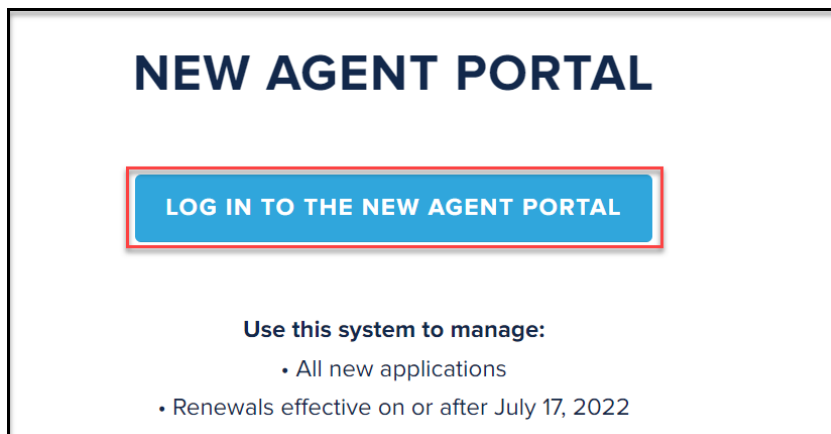 NEW AGENT PORTAL
LOG IN TO THE NEW AGENT PORTAL
Use this system to manage:
• All new applications
• Renewals effective on or after July 17, 2022